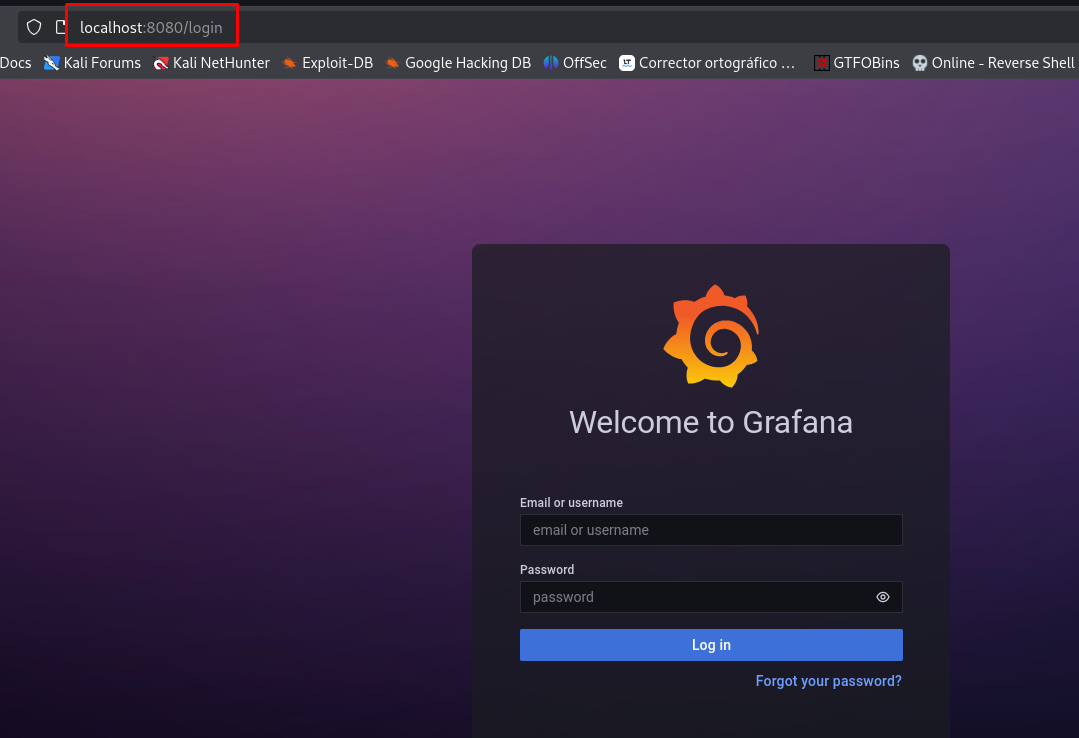 localhost:8080/login
Docs Kali Forums Kali NetHunter Exploit-DB Google Hacking DB OffSec LT Corrector ortográfico … GTFOBins Online - Reverse Shell
Welcome to Grafana
Email or username
email or username
Password
password
Log in
Forgot your password?